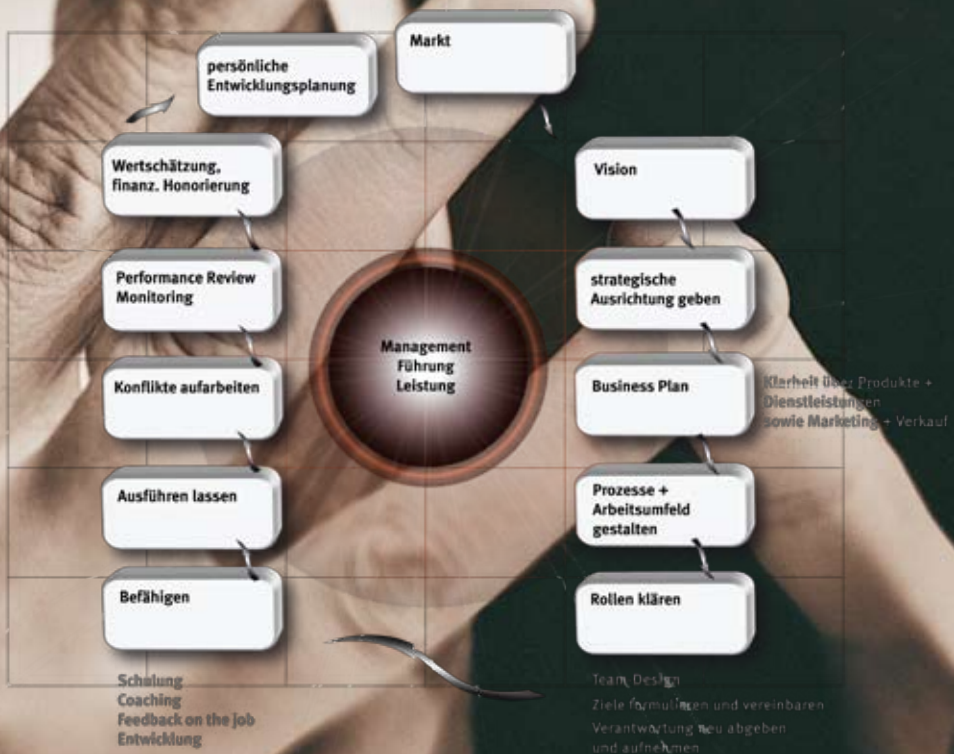 Markt
persönliche
Entwicklungsplanung
Wertschätzung,
finanz. Honorierung
Performance Review
Monitoring
Konflikte aufarbeiten
Ausführen lassen
Befähigen
Schulung
Coaching
Feedback on the job
Entwicklung
Management
Führung
Leistung
Vision
strategische
Ausrichtung geben
Business Plan
Klarheit über Produkte +
Dienstleistungen
sowie Marketing + Verkauf
Prozesse +
Arbeitsumfeld
gestalten
Rollen klären
Team Design
Ziele formulieren und vereinbaren
Verantwortung neu abgeben
und aufnehmen